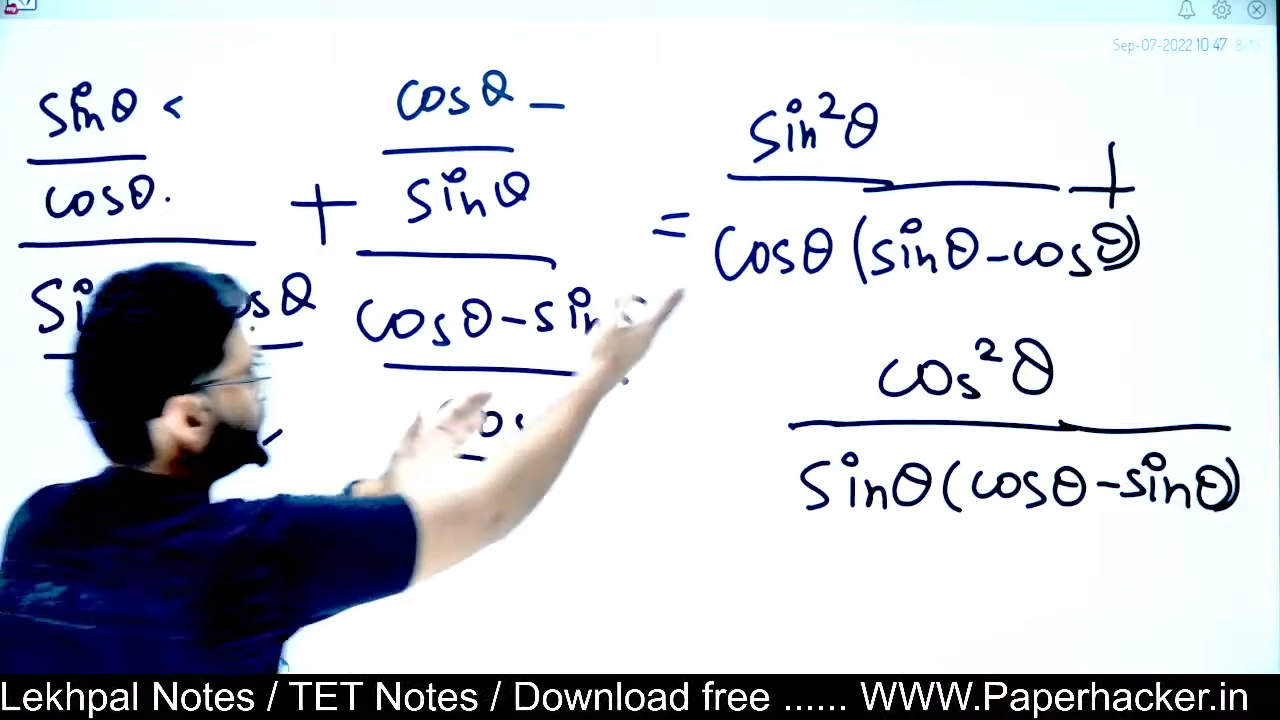 Sep-07-2022 10:47
sinθ
cosθ
+
cosθ
sinθ
cosθ
=
sin²θ
cosθ (sinθ - cosθ)
+
cos²θ
sinθ (cosθ - sinθ)
Lekhpal Notes / TET Notes / Download free ...... WWW.Paperhacker.in